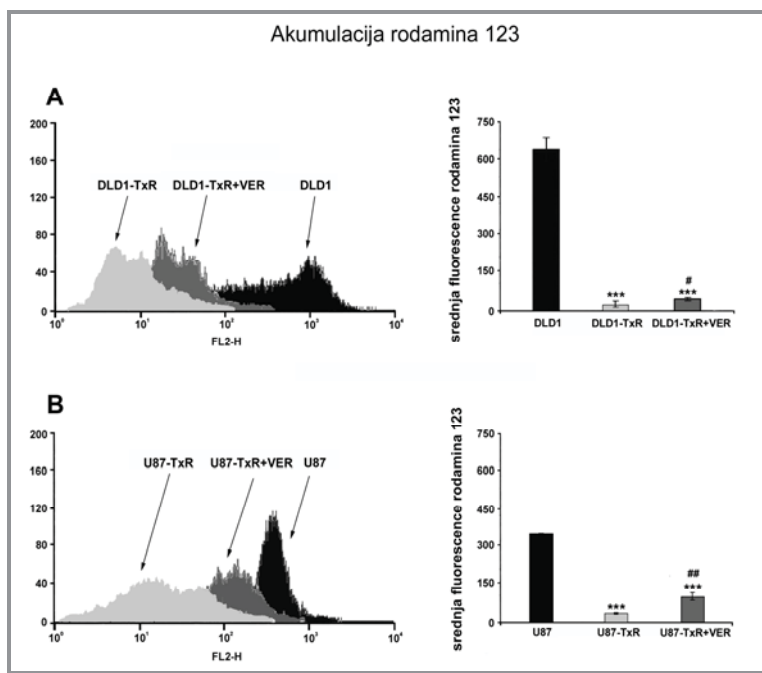 Akumulacija rodamina 123
A
200
160
120
80
40
0
DLD1-TxR DLD1-TxR+VER DLD1
10⁰ 10¹ 10² 10³ 10⁴
FL2-H
srednja fluorescence rodamina 123
750
600
450
300
150
0
***
#
***
DLD1 DLD1-TxR DLD1-TxR+VER
B
200
160
120
80
40
0
U87-TxR U87-TxR+VER U87
10⁰ 10¹ 10² 10³ 10⁴
FL2-H
srednja fluorescence rodamina 123
750
600
450
300
150
0
***
##
***
U87 U87-TxR U87-TxR+VER